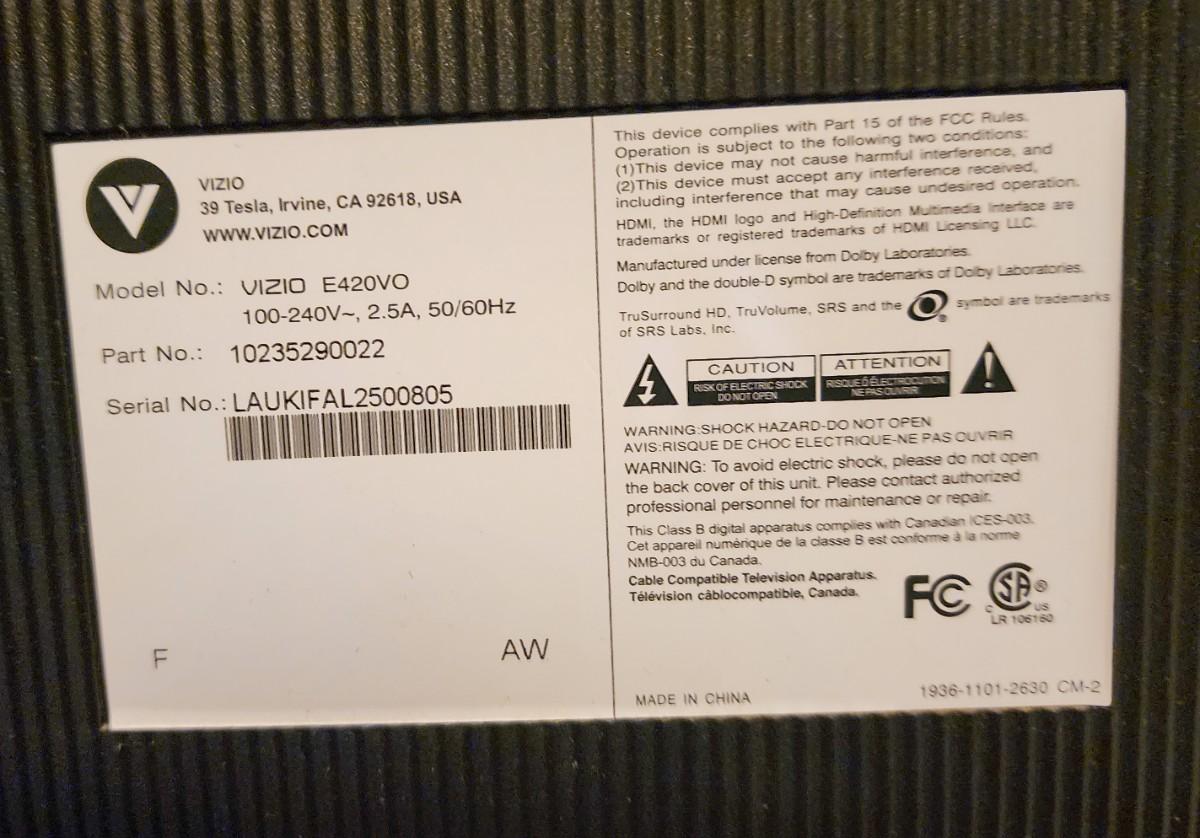 VIZIO
39 Tesla, Irvine, CA 92618, USA
WWW.VIZIO.COM
Model No.: VIZIO E420VO
100-240V~, 2.5A, 50/60Hz
Part No.: 10235290022
Serial No.: LAUKIFAL2500805
F
AW
This device complies with Part 15 of the FCC Rules.
Operation is subject to the following two conditions:
(1)This device may not cause harmful interference, and
(2)This device must accept any interference received,
including interference that may cause undesired operation.
HDMI, the HDMI logo and High-Definition Multimedia Interface are
trademarks or registered trademarks of HDMI Licensing LLC.
Manufactured under license from Dolby Laboratories.
Dolby and the double-D symbol are trademarks of Dolby Laboratories.
TruSurround HD, TruVolume, SRS and the ® symbol are trademarks
of SRS Labs, Inc.
CAUTION
RISK OF ELECTRIC SHOCK
DO NOT OPEN
ATTENTION
RISQUE D'ÉLECTROCUTION
NE PAS OUVRIR
WARNING:SHOCK HAZARD-DO NOT OPEN
AVIS:RISQUE DE CHOC ELECTRIQUE-NE PAS OUVRIR
WARNING: To avoid electric shock, please do not open
the back cover of this unit. Please contact authorized
professional personnel for maintenance or repair.
This Class B digital apparatus complies with Canadian ICES-003.
Cet appareil numérique de la classe B est conforme à la norme
NMB-003 du Canada.
Cable Compatible Television Apparatus.
Télévision câblocompatible, Canada.
FC
C SA ® US
LR 106160
MADE IN CHINA
1936-1101-2630 CM-2